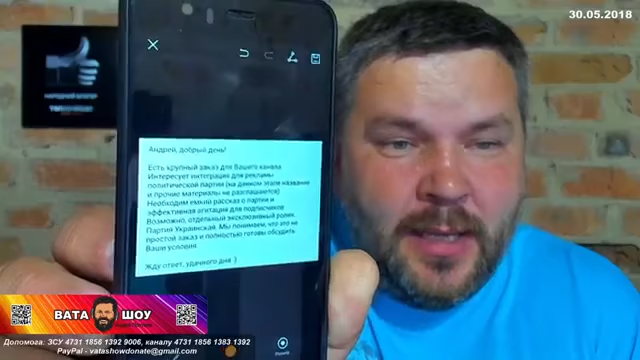 30.05.2018
Андрей, добрый день!
Есть крупный заказ для Вашего канала.
Интересует интеграция для рекламы
политической партии (на данном этапе название
и прочие материалы не разглашается)
Необходим емкий рассказ о партии и
эффективная агитация для подписчиков
Возможно, отдельный эксклюзивный ролик.
Партия Украинская. Мы понимаем, что это не
простой заказ и полностью готовы обсудить
Ваши условия.
Жду ответ, удачного дня :)
ВАТА ШОУ
Допомога: ЗСУ 4731 1856 1392 9006, каналу 4731 1856 1383 1392
PayPal - vatashowdonate@gmail.com